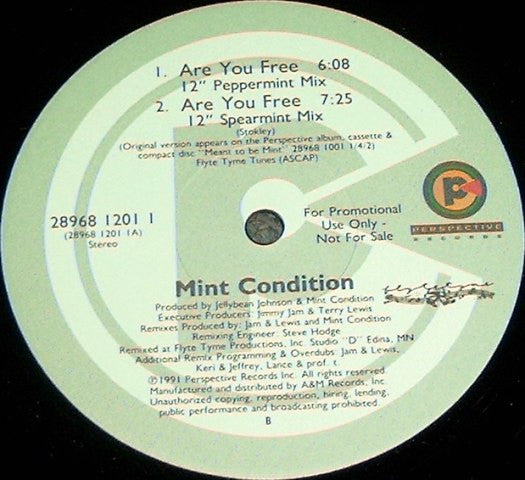 1. Are You Free 6:08
12" Peppermint Mix
2. Are You Free 7:25
12" Spearmint Mix
(Stokley)
(Original version appears on the Perspective album, cassette &
compact disc "Meant to be Mint" 28968 1001 1/4/2)
Flyte Tyme Tunes (ASCAP)
28968 1201 1
(28968 1201 1A)
Stereo
For Promotional
Use Only -
Not For Sale
PERSPECTIVE
RECORDS
Mint Condition
Produced by Jellybean Johnson & Mint Condition
Executive Producers: Jimmy Jam & Terry Lewis
Remixes Produced by: Jam & Lewis and Mint Condition
Remixing Engineer: Steve Hodge
Remixed at Flyte Tyme Productions, Inc. Studio "D" Edina, MN
Additional Remix Programming & Overdubs: Jam & Lewis,
Keri & Jeffrey, Lance & prof. t.
℗1991 Perspective Records Inc. All rights reserved.
Manufactured and distributed by A&M Records, Inc.
Unauthorized copying, reproduction, hiring, lending,
public performance and broadcasting prohibited.
B